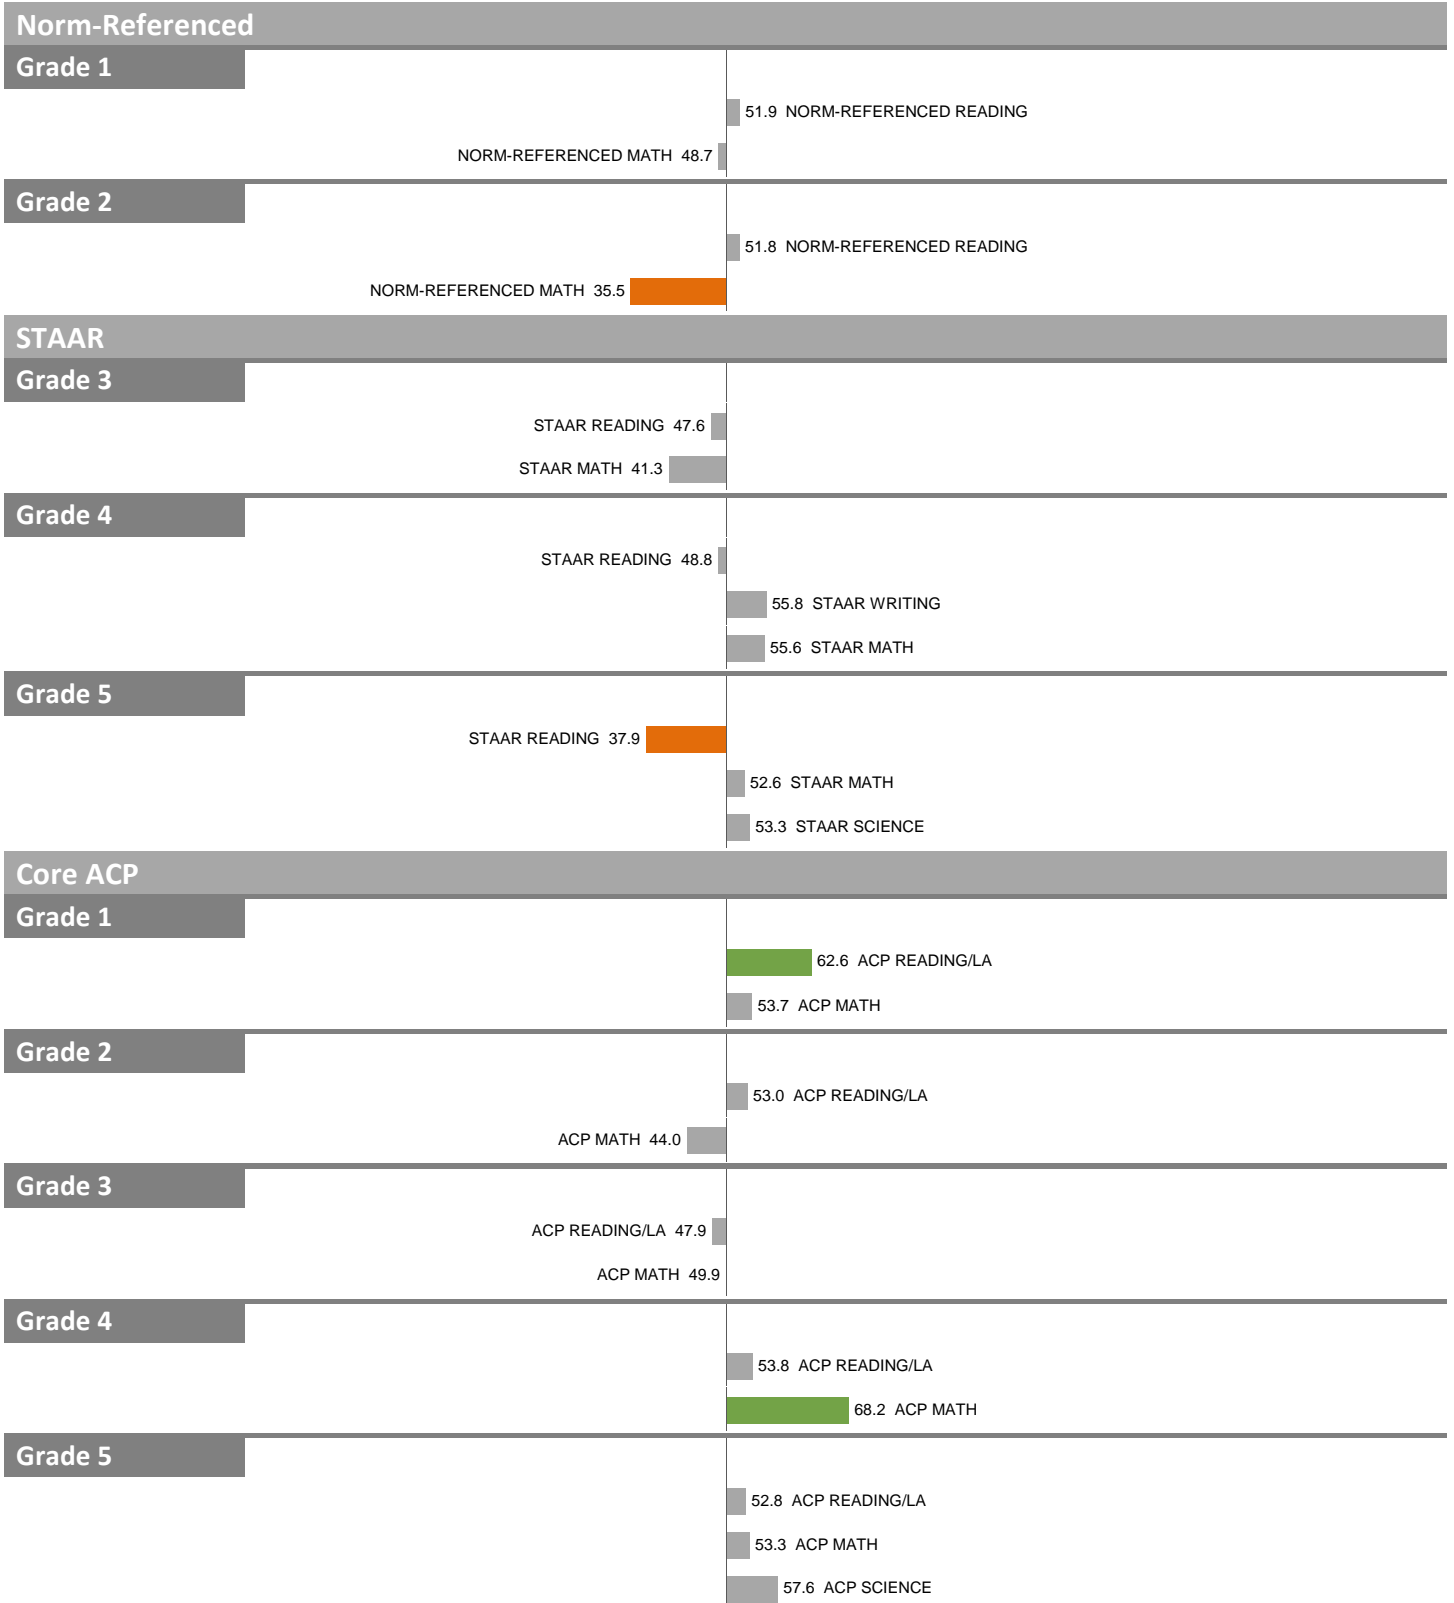 Norm-Referenced
Grade 1
51.9 NORM-REFERENCED READING
NORM-REFERENCED MATH 48.7
Grade 2
51.8 NORM-REFERENCED READING
NORM-REFERENCED MATH 35.5
STAAR
Grade 3
STAAR READING 47.6
STAAR MATH 41.3
Grade 4
STAAR READING 48.8
55.8 STAAR WRITING
55.6 STAAR MATH
Grade 5
STAAR READING 37.9
52.6 STAAR MATH
53.3 STAAR SCIENCE
Core ACP
Grade 1
62.6 ACP READING/LA
53.7 ACP MATH
Grade 2
53.0 ACP READING/LA
ACP MATH 44.0
Grade 3
ACP READING/LA 47.9
ACP MATH 49.9
Grade 4
53.8 ACP READING/LA
68.2 ACP MATH
Grade 5
52.8 ACP READING/LA
53.3 ACP MATH
57.6 ACP SCIENCE